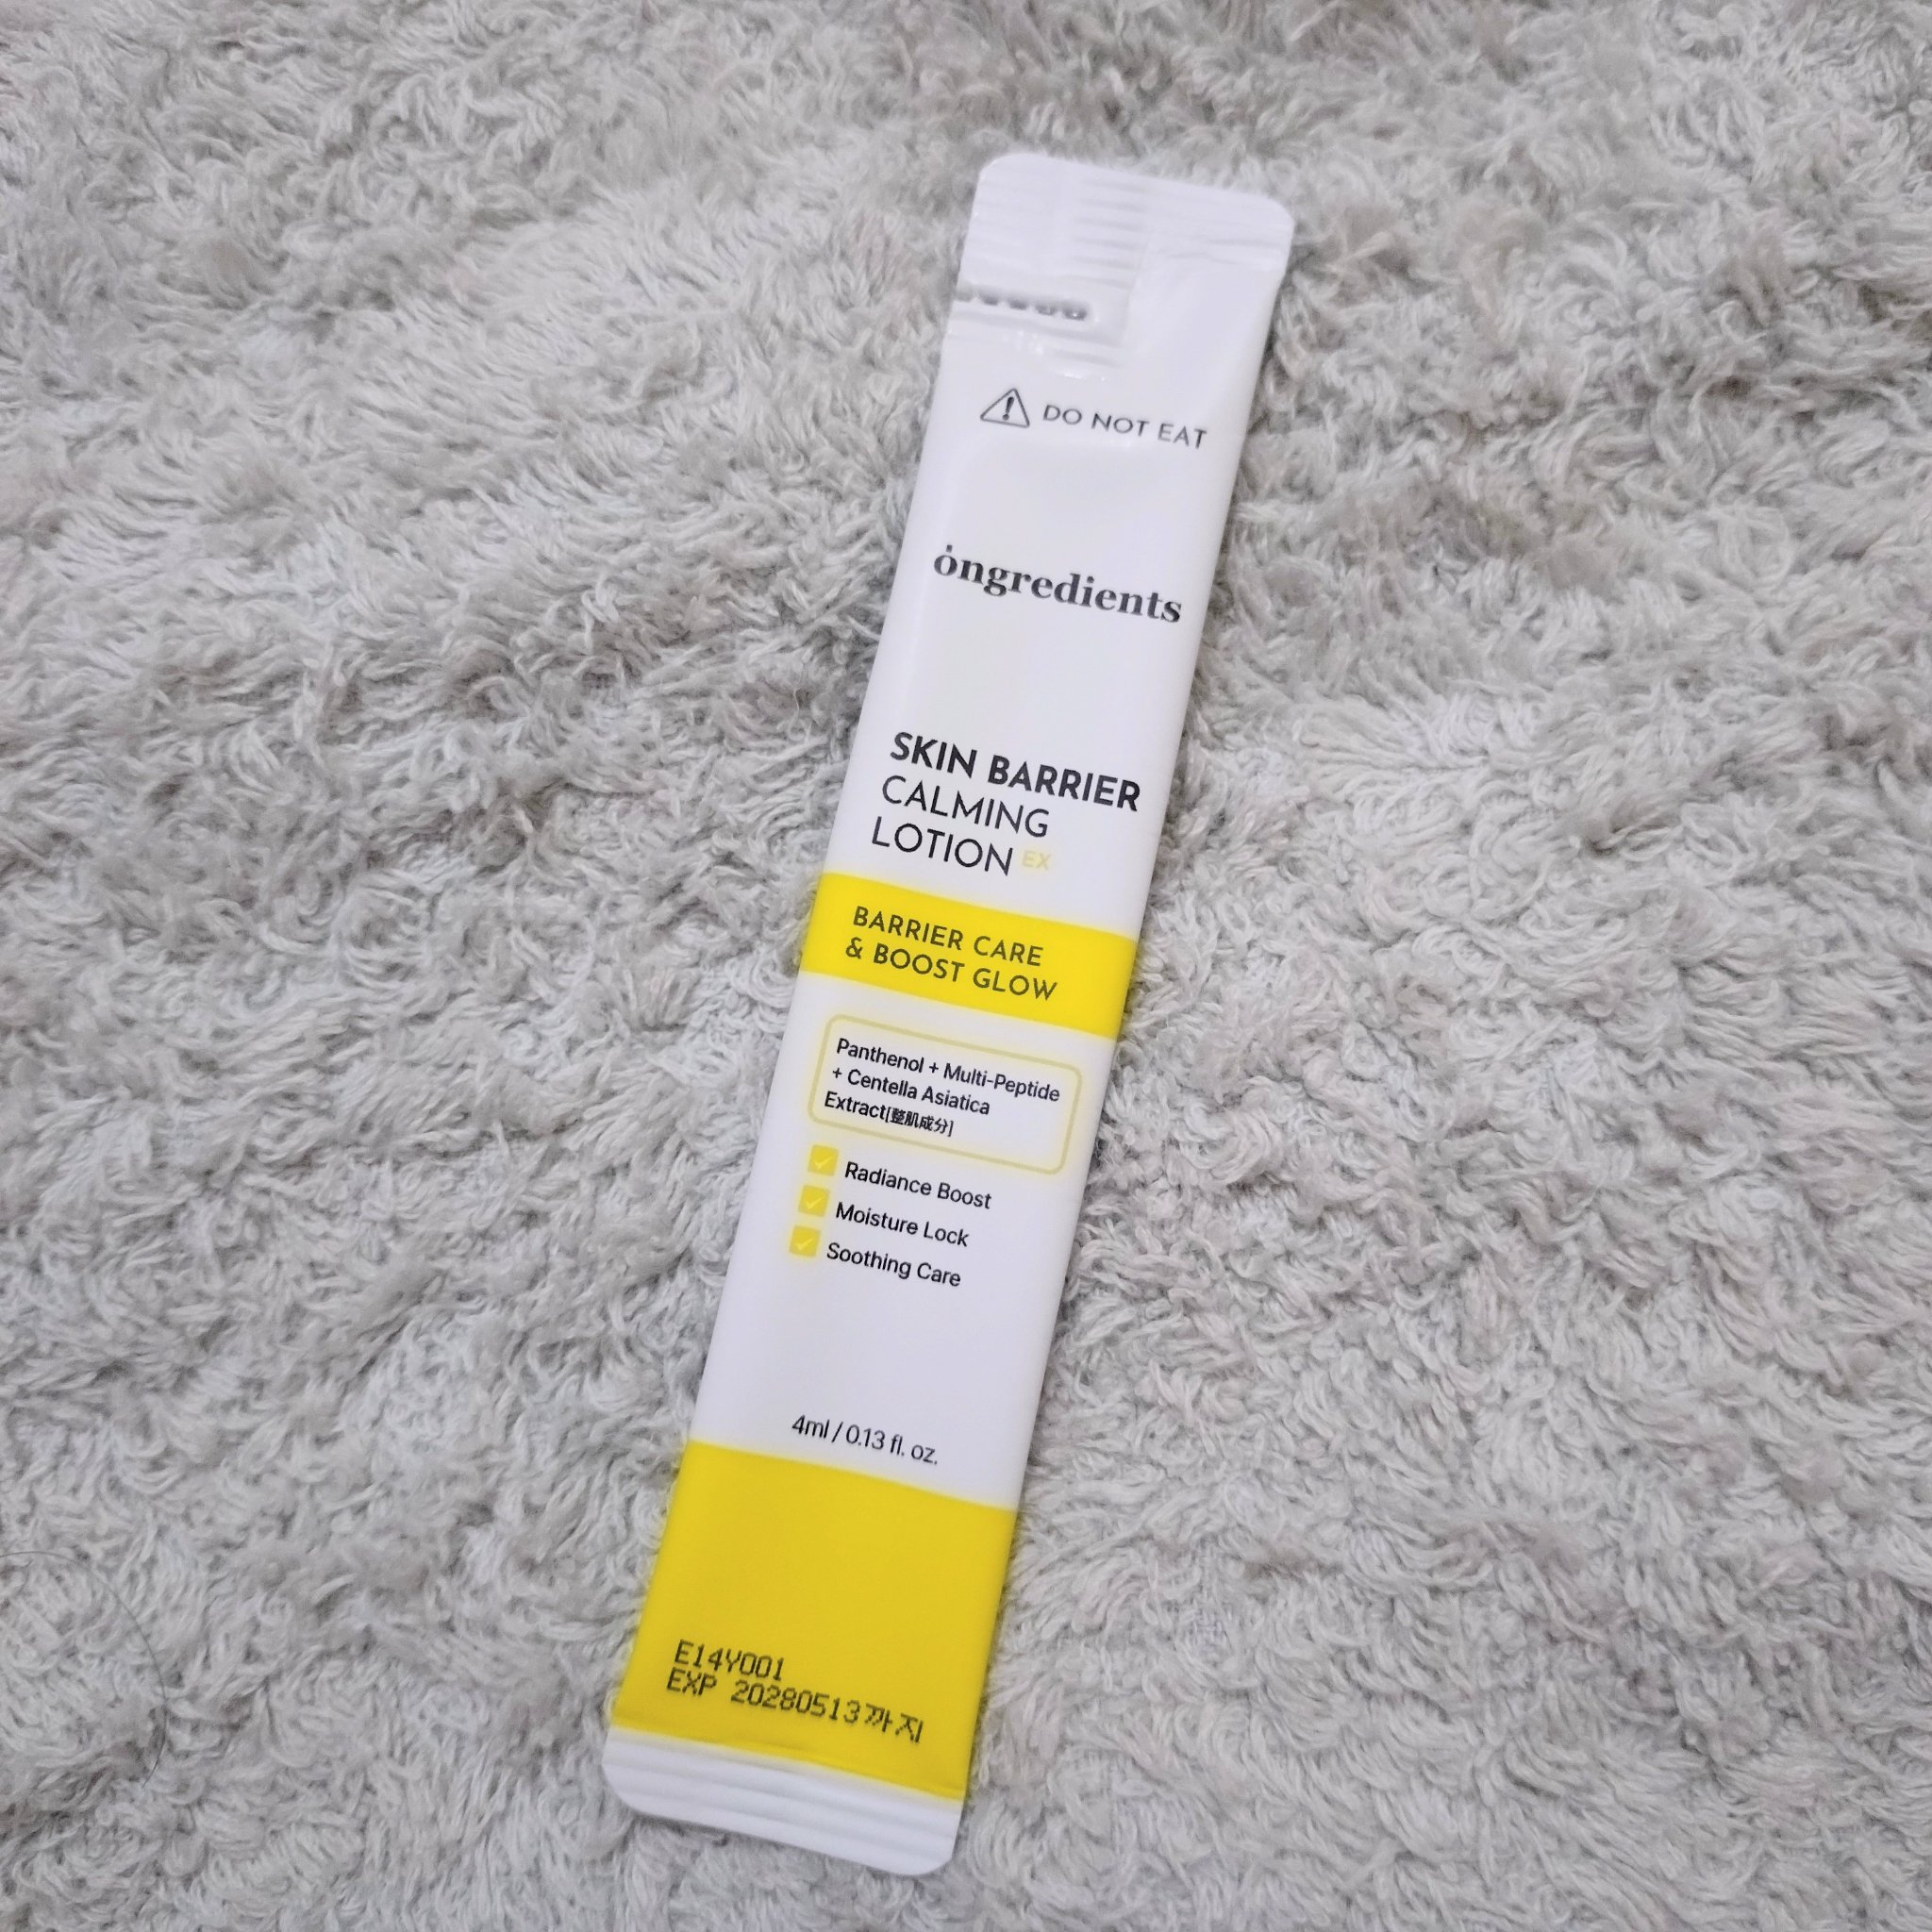 DO NOT EAT
ongredients
SKIN BARRIER
CALMING
LOTION EX
BARRIER CARE
& BOOST GLOW
Panthenol + Multi-Peptide
+ Centella Asiatica
Extract[整肌成分]
Radiance Boost
Moisture Lock
Soothing Care
4ml / 0.13 fl. oz.
E14Y001
EXP 20280513까지